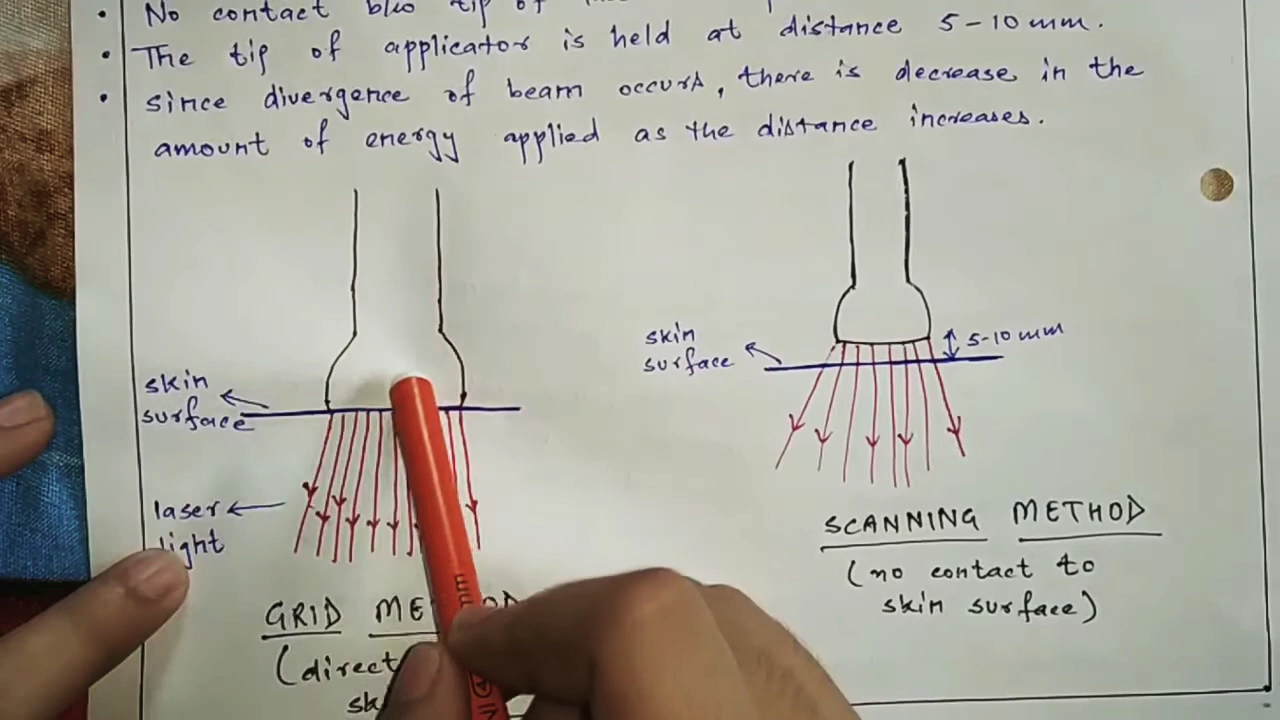 • No contact b/w tip of
• The tip of applicator is held at distance 5-10 mm.
• since divergence of beam occurs, there is decrease in the
amount of energy applied as the distance increases.
skin
surface
laser
light
GRID
(direct
skin
surface
5-10 mm
SCANNING METHOD
(no contact to
skin surface)